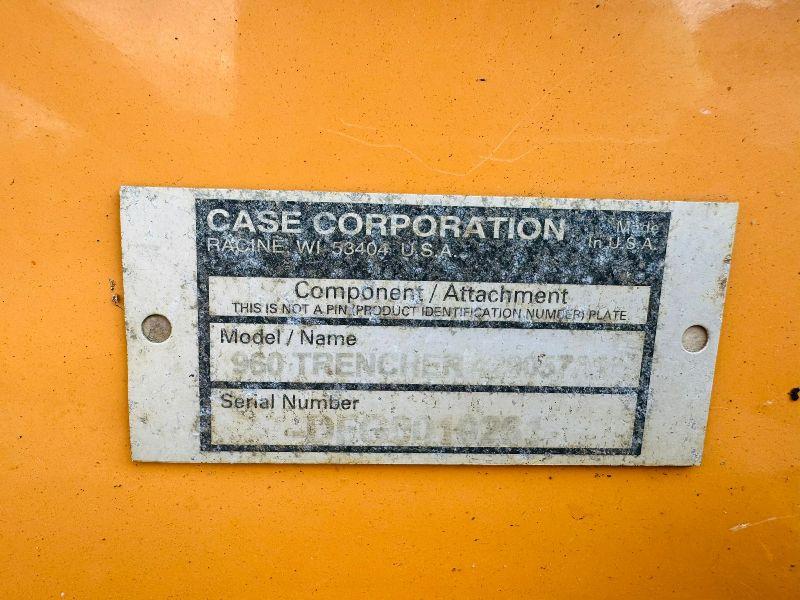 CASE CORPORATION
RACINE, WI 53404 U.S.A.
Made
In U.S.A.
Component / Attachment
THIS IS NOT A PIN (PRODUCT IDENTIFICATION NUMBER) PLATE
Model / Name
960 TRENCHER
Serial Number